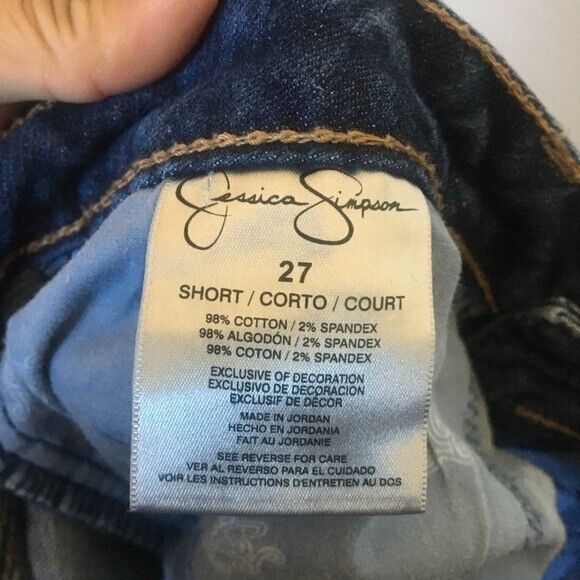 Jessica Simpson
27
SHORT / CORTO / COURT
98% COTTON / 2% SPANDEX
98% ALGODÓN / 2% SPANDEX
98% COTON / 2% SPANDEX
EXCLUSIVE OF DECORATION
EXCLUSIVO DE DECORACIÓN
EXCLUSIF DE DÉCOR
MADE IN JORDAN
HECHO EN JORDANIA
FAIT AU JORDANIE
SEE REVERSE FOR CARE
VER AL REVERSO PARA EL CUIDADO
VOIR LES INSTRUCTIONS D'ENTRETIEN AU DOS